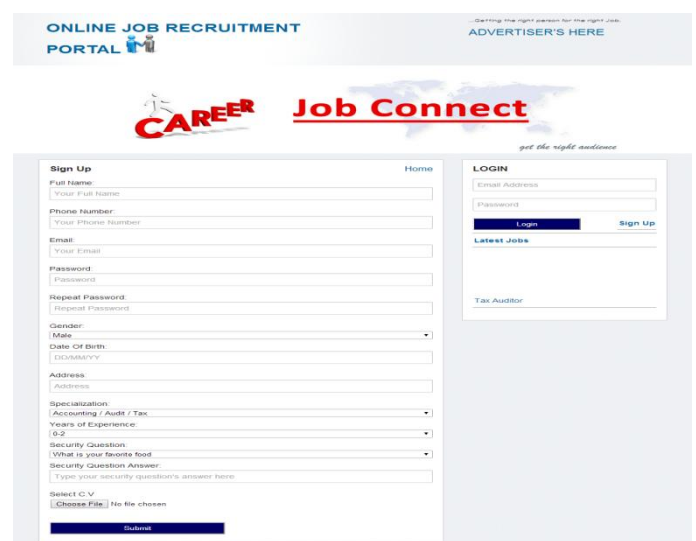 ONLINE JOB RECRUITMENT
PORTAL
...Getting the right person for the right Job.
ADVERTISER'S HERE
CAREER
Job Connect
get the right audience
Sign Up
Home
Full Name:
Your Full Name
Phone Number:
Your Phone Number
Email:
Your Email
Password
Password
Repeat Password:
Repeat Password
Gender:
Male
Date Of Birth:
DD/MM/YY
Address
Address
Specialization:
Accounting / Audit / Tax
Years of Experience:
0-2
Security Question:
What is your favorite food
Security Question Answer:
Type your security question's answer here
Select C.V
Choose File No file chosen
Submit
LOGIN
Email Address
Password
Login
Sign Up
Latest Jobs
Tax Auditor